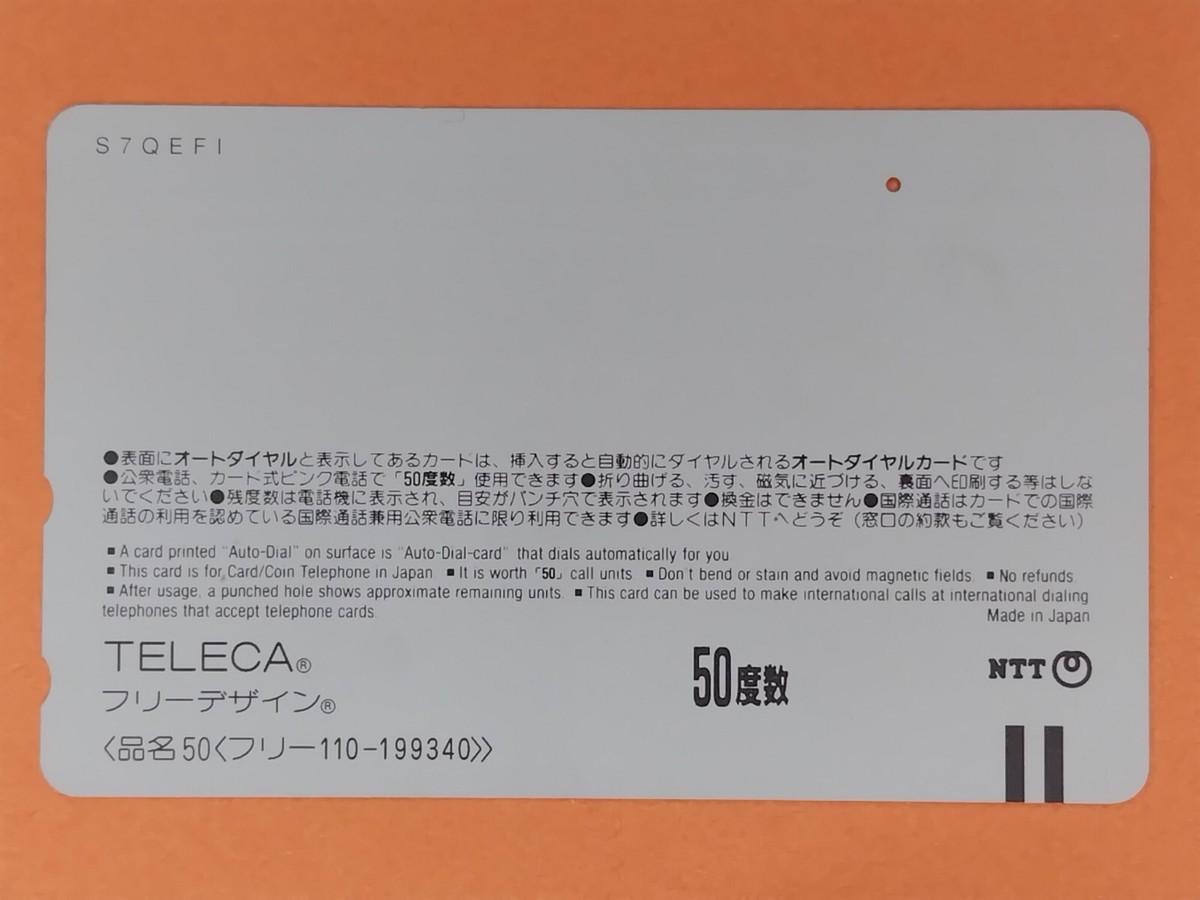 S7QEFI
●表面にオートダイヤルと表示してあるカードは、挿入すると自動的にダイヤルされるオートダイヤルカードです
●公衆電話、カード式ピンク電話で「50度数」使用できます●折り曲げる、汚す、磁気に近づける、裏面へ印刷する等はしな
いでください●残度数は電話機に表示され、目安がパンチ穴で表示されます●換金はできません●国際通話はカードでの国際
通話の利用を認めている国際通話兼用公衆電話に限り利用できます●詳しくはNTTへどうぞ（窓口の約款もご覧ください）
■ A card printed "Auto-Dial" on surface is "Auto-Dial-card" that dials automatically for you
■ This card is for Card/Coin Telephone in Japan ■ It is worth「50」call units ■ Don't bend or stain and avoid magnetic fields. ■ No refunds.
■ After usage, a punched hole shows approximate remaining units. ■ This card can be used to make international calls at international dialing
telephones that accept telephone cards.
Made in Japan
TELECA®
フリーデザイン®
50度数
NTT
〈品名50〈フリー110-199340〉〉